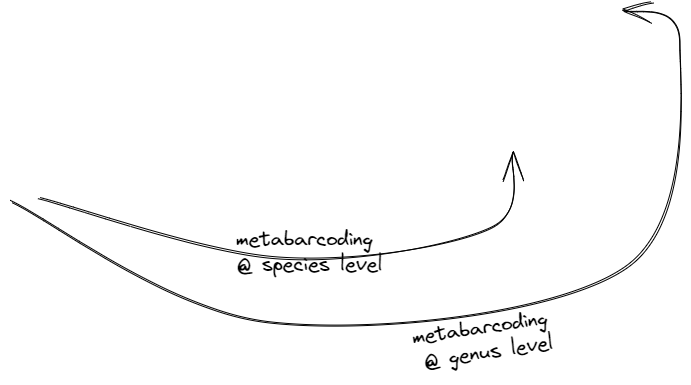 metabarcoding
@ species level
metabarcoding
@ genus level